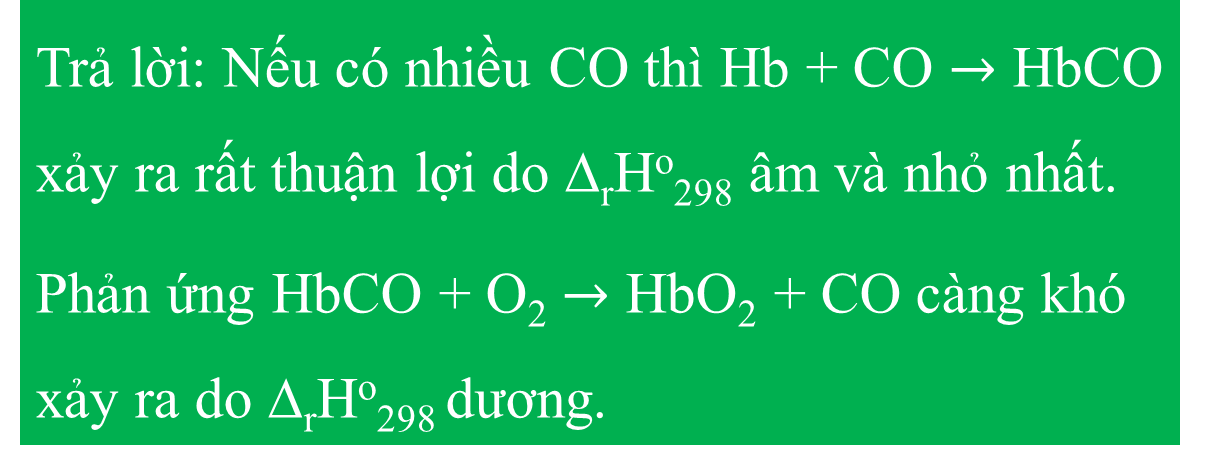 Trả lời: Nếu có nhiều CO thì Hb + CO → HbCO
xảy ra rất thuận lợi do ΔᵣHᵒ₂₉₈ âm và nhỏ nhất.
Phản ứng HbCO + O₂ → HbO₂ + CO càng khó
xảy ra do ΔᵣHᵒ₂₉₈ dương.